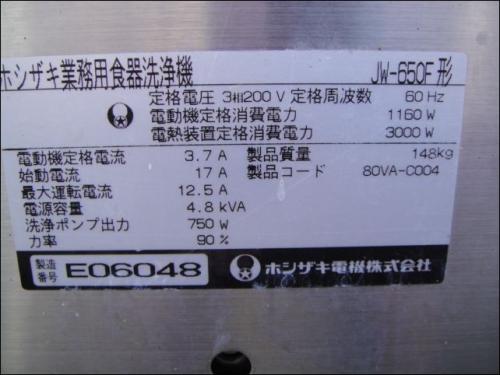 ホシザキ業務用食器洗浄機 JW-650F 形
定格電圧 3相200 V 定格周波数 60 Hz
電動機定格消費電力 1160 W
電熱装置定格消費電力 3000 W
電動機定格電流 3.7 A 製品質量 148kg
始動電流 17 A 製品コード 80VA-C004
最大運転電流 12.5 A
電源容量 4.8 kVA
洗浄ポンプ出力 750 W
力率 90 %
製造番号 E06048 ホシザキ電機株式会社